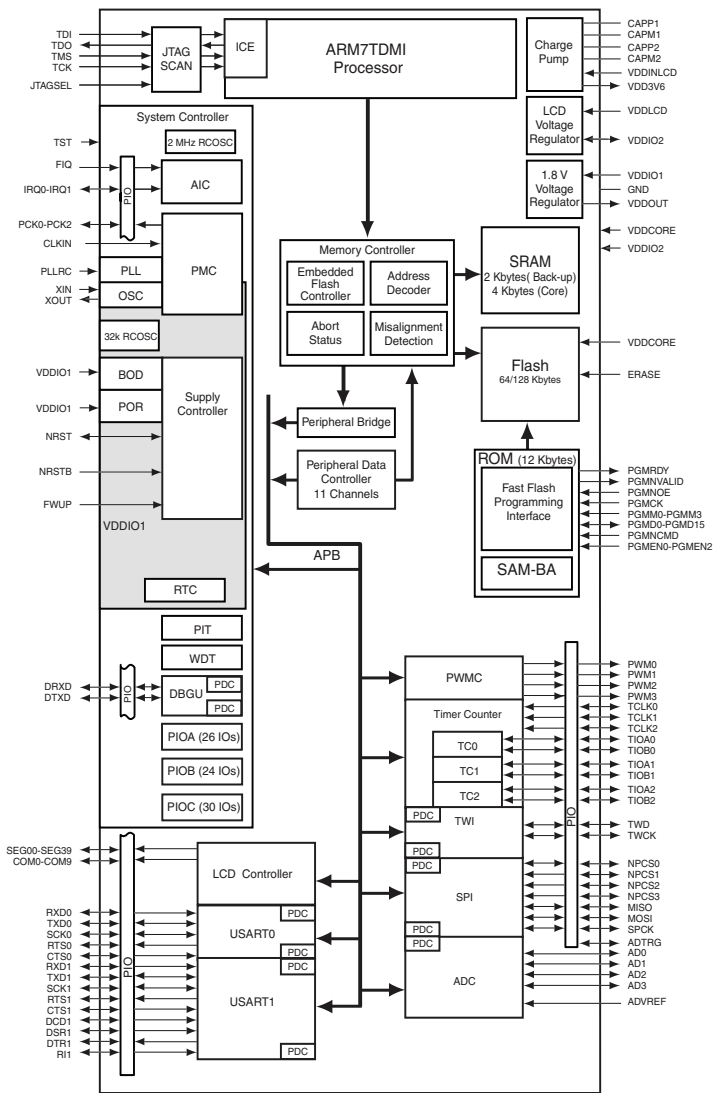 TDI
TDO
TMS
TCK
JTAGSEL
JTAG
SCAN
ICE
ARM7TDMI
Processor
Charge
Pump
CAPP1
CAPM1
CAPP2
CAPM2
VDDINLCD
VDD3V6
LCD
Voltage
Regulator
VDDLCD
VDDIO2
1.8 V
Voltage
Regulator
VDDIO1
GND
VDDOUT
VDDCORE
VDDIO2
System Controller
TST
2 MHz RCOSC
FIQ
IRQ0-IRQ1
PIO
AIC
PCK0-PCK2
CLKIN
PMC
PLLRC
PLL
XIN
XOUT
OSC
32k RCOSC
VDDIO1
BOD
VDDIO1
POR
Supply
Controller
NRST
NRSTB
FWUP
VDDIO1
RTC
Memory Controller
Embedded
Flash
Controller
Address
Decoder
Abort
Status
Misalignment
Detection
SRAM
2 Kbytes( Back-up)
4 Kbytes (Core)
Flash
64/128 Kbytes
VDDCORE
ERASE
Peripheral Bridge
Peripheral Data
Controller
11 Channels
APB
ROM (12 Kbytes)
Fast Flash
Programming
Interface
SAM-BA
PGMRDY
PGMNVALID
PGMNOE
PGMCK
PGMM0-PGMM3
PGMD0-PGMD15
PGMNCMD
PGMEN0-PGMEN2
PIT
WDT
DRXD
DTXD
PIO
DBGU
PDC
PDC
PIOA (26 IOs)
PIOB (24 IOs)
PIOC (30 IOs)
PWMC
Timer Counter
TC0
TC1
TC2
PDC
TWI
PDC
PDC
SPI
PDC
PDC
ADC
PIO
PWM0
PWM1
PWM2
PWM3
TCLK0
TCLK1
TCLK2
TIOA0
TIOB0
TIOA1
TIOB1
TIOA2
TIOB2
TWD
TWCK
NPCS0
NPCS1
NPCS2
NPCS3
MISO
MOSI
SPCK
ADTRG
AD0
AD1
AD2
AD3
ADVREF
SEG00-SEG39
COM0-COM9
LCD Controller
RXD0
TXD0
SCK0
RTS0
CTS0
RXD1
TXD1
SCK1
RTS1
CTS1
DCD1
DSR1
DTR1
RI1
PIO
PDC
USART0
PDC
PDC
USART1
PDC